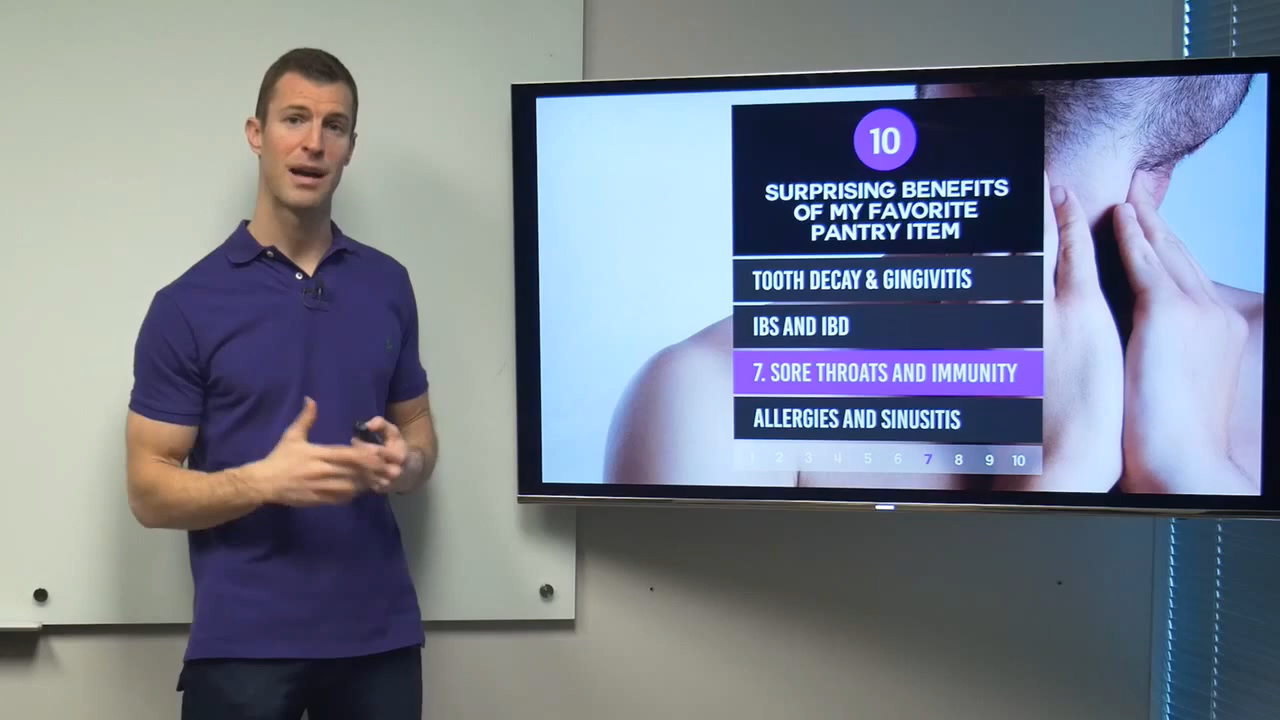 10
SURPRISING BENEFITS
OF MY FAVORITE
PANTRY ITEM
TOOTH DECAY & GINGIVITIS
IBS AND IBD
7. SORE THROATS AND IMMUNITY
ALLERGIES AND SINUSITIS
1 2 3 4 5 6 7 8 9 10